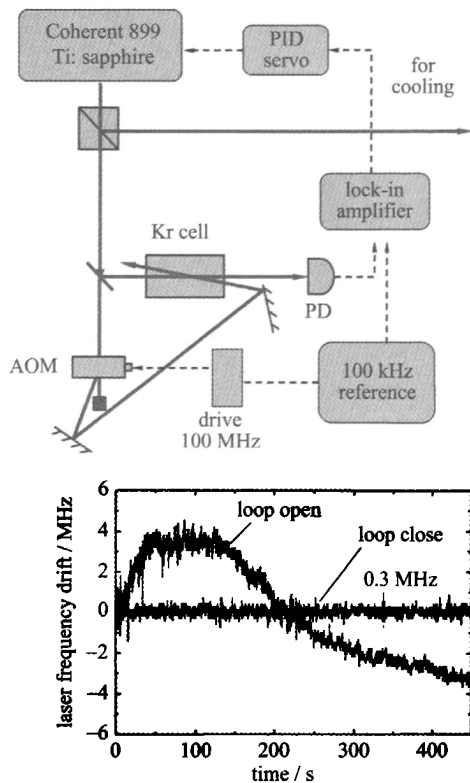 Coherent 899
Ti: sapphire
PID
servo
for
cooling
lock-in
amplifier
Kr cell
PD
AOM
drive
100 MHz
100 kHz
reference
laser frequency drift / MHz
6
4
2
0
−2
−4
−6
loop open
loop close
0.3 MHz
0
100
200
300
400
time / s